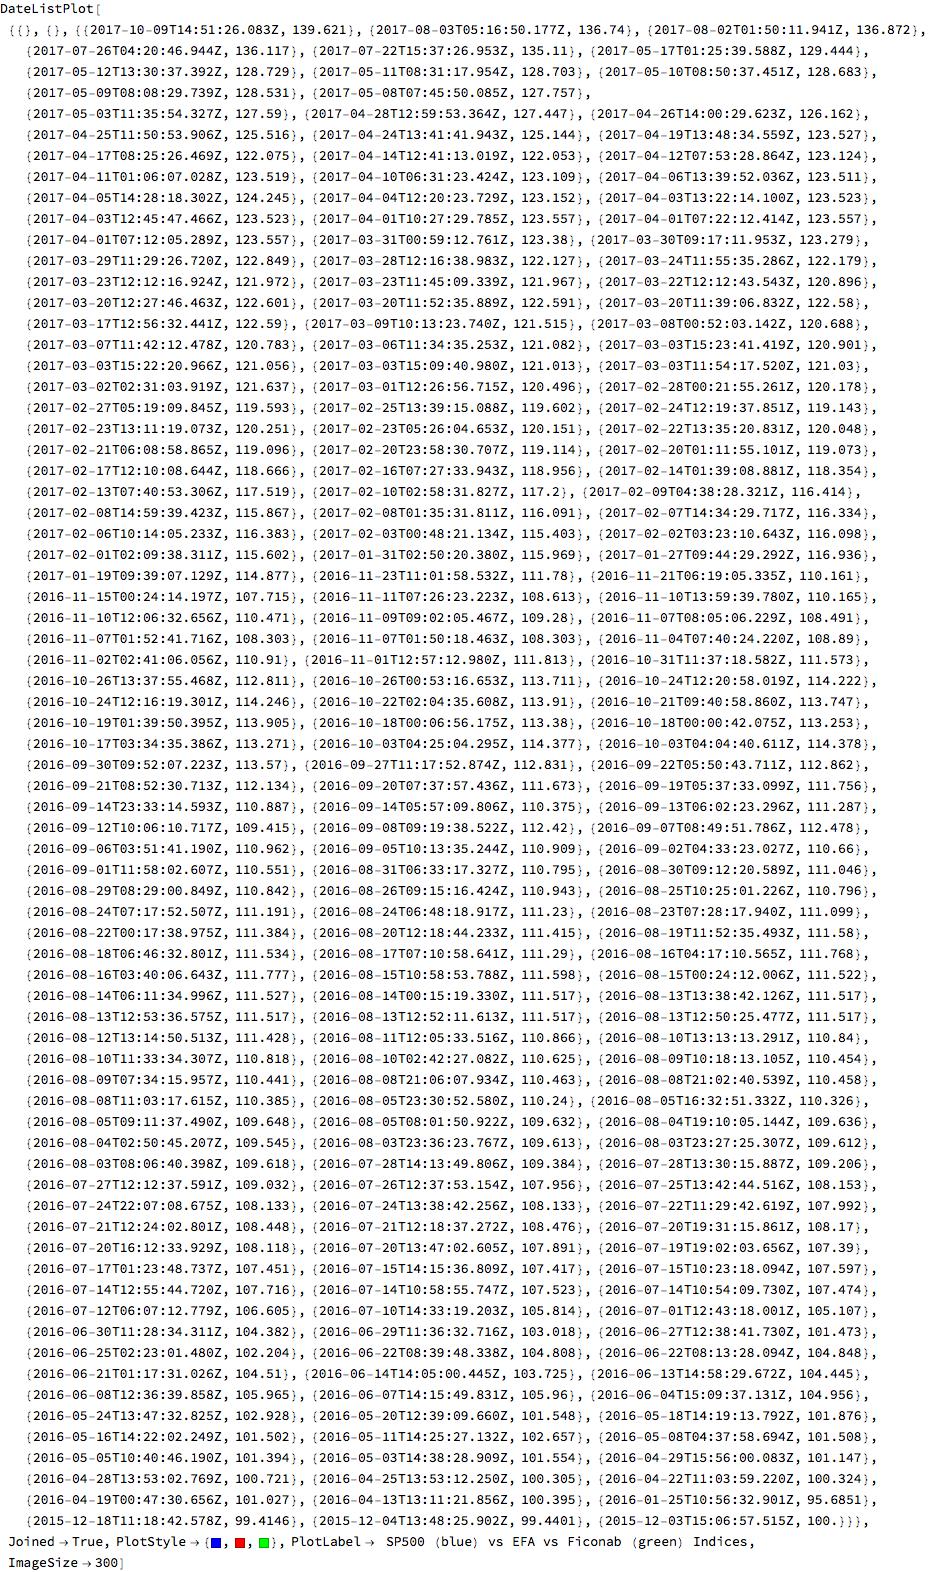 DateListPlot[
{{}, {}, {{2017-10-09T14:51:26.083Z, 139.621}, {2017-08-03T05:16:50.177Z, 136.74}, {2017-08-02T01:50:11.941Z, 136.872},
{2017-07-26T04:20:46.944Z, 136.117}, {2017-07-22T15:37:26.953Z, 135.11}, {2017-05-17T01:25:39.588Z, 129.444},
{2017-05-12T13:30:37.392Z, 128.729}, {2017-05-11T08:31:17.954Z, 128.703}, {2017-05-10T08:50:37.451Z, 128.683},
{2017-05-09T08:08:29.739Z, 128.531}, {2017-05-08T07:45:50.085Z, 127.757},
{2017-05-03T11:35:54.327Z, 127.59}, {2017-04-28T12:59:53.364Z, 127.447}, {2017-04-26T14:00:29.623Z, 126.162},
{2017-04-25T11:50:53.906Z, 125.516}, {2017-04-24T13:41:41.943Z, 125.144}, {2017-04-19T13:48:34.559Z, 123.527},
{2017-04-17T08:25:26.469Z, 122.075}, {2017-04-14T12:41:13.019Z, 122.053}, {2017-04-12T07:53:28.864Z, 123.124},
{2017-04-11T01:06:07.028Z, 123.519}, {2017-04-10T06:31:23.424Z, 123.109}, {2017-04-06T13:39:52.036Z, 123.511},
{2017-04-05T14:28:18.302Z, 124.245}, {2017-04-04T12:20:23.729Z, 123.152}, {2017-04-03T13:22:14.100Z, 123.523},
{2017-04-03T12:45:47.466Z, 123.523}, {2017-04-01T10:27:29.785Z, 123.557}, {2017-04-01T07:22:12.414Z, 123.557},
{2017-04-01T07:12:05.289Z, 123.557}, {2017-03-31T00:59:12.761Z, 123.38}, {2017-03-30T09:17:11.953Z, 123.279},
{2017-03-29T11:29:26.720Z, 122.849}, {2017-03-28T12:16:38.983Z, 122.127}, {2017-03-24T11:55:35.286Z, 122.179},
{2017-03-23T12:12:16.924Z, 121.972}, {2017-03-23T11:45:09.339Z, 121.967}, {2017-03-22T12:12:43.543Z, 120.896},
{2017-03-20T12:27:46.463Z, 122.601}, {2017-03-20T11:52:35.889Z, 122.591}, {2017-03-20T11:39:06.832Z, 122.58},
{2017-03-17T12:56:32.441Z, 122.59}, {2017-03-09T10:13:23.740Z, 121.515}, {2017-03-08T00:52:03.142Z, 120.688},
{2017-03-07T11:42:12.478Z, 120.783}, {2017-03-06T11:34:35.253Z, 121.082}, {2017-03-03T15:23:41.419Z, 120.901},
{2017-03-03T15:22:20.966Z, 121.056}, {2017-03-03T15:09:40.980Z, 121.013}, {2017-03-03T11:54:17.520Z, 121.03},
{2017-03-02T02:31:03.919Z, 121.637}, {2017-03-01T12:26:56.715Z, 120.496}, {2017-02-28T00:21:55.261Z, 120.178},
{2017-02-27T05:19:09.845Z, 119.593}, {2017-02-25T13:39:15.088Z, 119.602}, {2017-02-24T12:19:37.851Z, 119.143},
{2017-02-23T13:11:19.073Z, 120.251}, {2017-02-23T05:26:04.653Z, 120.151}, {2017-02-22T13:35:20.831Z, 120.048},
{2017-02-21T06:08:58.865Z, 119.096}, {2017-02-20T23:58:30.707Z, 119.114}, {2017-02-20T01:11:55.101Z, 119.073},
{2017-02-17T12:10:08.644Z, 118.666}, {2017-02-16T07:27:33.943Z, 118.956}, {2017-02-14T01:39:08.881Z, 118.354},
{2017-02-13T07:40:53.306Z, 117.519}, {2017-02-10T02:58:31.827Z, 117.2}, {2017-02-09T04:38:28.321Z, 116.414},
{2017-02-08T14:59:39.423Z, 115.867}, {2017-02-08T01:35:31.811Z, 116.091}, {2017-02-07T14:34:29.717Z, 116.334},
{2017-02-06T10:14:05.233Z, 116.383}, {2017-02-03T00:48:21.134Z, 115.403}, {2017-02-02T03:23:10.643Z, 116.098},
{2017-02-01T02:09:38.311Z, 115.602}, {2017-01-31T02:50:20.380Z, 115.969}, {2017-01-27T09:44:29.292Z, 116.936},
{2017-01-19T09:39:07.129Z, 114.877}, {2016-11-23T11:01:58.532Z, 111.78}, {2016-11-21T06:19:05.335Z, 110.161},
{2016-11-15T00:24:14.197Z, 107.715}, {2016-11-11T07:26:23.223Z, 108.613}, {2016-11-10T13:59:39.780Z, 110.165},
{2016-11-10T12:06:32.656Z, 110.471}, {2016-11-09T09:02:05.467Z, 109.28}, {2016-11-07T08:05:06.229Z, 108.491},
{2016-11-07T01:52:41.716Z, 108.303}, {2016-11-07T01:50:18.463Z, 108.303}, {2016-11-04T07:40:24.220Z, 108.89},
{2016-11-02T02:41:06.056Z, 110.91}, {2016-11-01T12:57:12.980Z, 111.813}, {2016-10-31T11:37:18.582Z, 111.573},
{2016-10-26T13:37:55.468Z, 112.811}, {2016-10-26T00:53:16.653Z, 113.711}, {2016-10-24T12:20:58.019Z, 114.222},
{2016-10-24T12:16:19.301Z, 114.246}, {2016-10-22T02:04:35.608Z, 113.91}, {2016-10-21T09:40:58.860Z, 113.747},
{2016-10-19T01:39:50.395Z, 113.905}, {2016-10-18T00:06:56.175Z, 113.38}, {2016-10-18T00:00:42.075Z, 113.253},
{2016-10-17T03:34:35.386Z, 113.271}, {2016-10-03T04:25:04.295Z, 114.377}, {2016-10-03T04:04:40.611Z, 114.378},
{2016-09-30T09:52:07.223Z, 113.57}, {2016-09-27T11:17:52.874Z, 112.831}, {2016-09-22T05:50:43.711Z, 112.862},
{2016-09-21T08:52:30.713Z, 112.134}, {2016-09-20T07:37:57.436Z, 111.673}, {2016-09-19T05:37:33.099Z, 111.756},
{2016-09-14T23:33:14.593Z, 110.887}, {2016-09-14T05:57:09.806Z, 110.375}, {2016-09-13T06:02:23.296Z, 111.287},
{2016-09-12T10:06:10.717Z, 109.415}, {2016-09-08T09:19:38.522Z, 112.42}, {2016-09-07T08:49:51.786Z, 112.478},
{2016-09-06T03:51:41.190Z, 110.962}, {2016-09-05T10:13:35.244Z, 110.909}, {2016-09-02T04:33:23.027Z, 110.66},
{2016-09-01T11:58:02.607Z, 110.551}, {2016-08-31T06:33:17.327Z, 110.795}, {2016-08-30T09:12:20.589Z, 111.046},
{2016-08-29T08:29:00.849Z, 110.842}, {2016-08-26T09:15:16.424Z, 110.943}, {2016-08-25T10:25:01.226Z, 110.796},
{2016-08-24T07:17:52.507Z, 111.191}, {2016-08-24T06:48:18.917Z, 111.23}, {2016-08-23T07:28:17.940Z, 111.099},
{2016-08-22T00:17:38.975Z, 111.384}, {2016-08-20T12:18:44.233Z, 111.415}, {2016-08-19T11:52:35.493Z, 111.58},
{2016-08-18T06:46:32.801Z, 111.534}, {2016-08-17T07:10:58.641Z, 111.29}, {2016-08-16T04:17:10.565Z, 111.768},
{2016-08-16T03:40:06.643Z, 111.777}, {2016-08-15T10:58:53.788Z, 111.598}, {2016-08-15T00:24:12.006Z, 111.522},
{2016-08-14T06:11:34.996Z, 111.527}, {2016-08-14T00:15:19.330Z, 111.517}, {2016-08-13T13:38:42.126Z, 111.517},
{2016-08-13T12:53:36.575Z, 111.517}, {2016-08-13T12:52:11.613Z, 111.517}, {2016-08-13T12:50:25.477Z, 111.517},
{2016-08-12T13:14:50.513Z, 111.428}, {2016-08-11T12:05:33.516Z, 110.866}, {2016-08-10T13:13:13.291Z, 110.84},
{2016-08-10T11:33:34.307Z, 110.818}, {2016-08-10T02:42:27.082Z, 110.625}, {2016-08-09T10:18:13.105Z, 110.454},
{2016-08-09T07:34:15.957Z, 110.441}, {2016-08-08T21:06:07.934Z, 110.463}, {2016-08-08T21:02:40.539Z, 110.458},
{2016-08-08T11:03:17.615Z, 110.385}, {2016-08-05T23:30:52.580Z, 110.24}, {2016-08-05T16:32:51.332Z, 110.326},
{2016-08-05T09:11:37.490Z, 109.648}, {2016-08-05T08:01:50.922Z, 109.632}, {2016-08-04T19:10:05.144Z, 109.636},
{2016-08-04T02:50:45.207Z, 109.545}, {2016-08-03T23:36:23.767Z, 109.613}, {2016-08-03T23:27:25.307Z, 109.612},
{2016-08-03T08:06:40.398Z, 109.618}, {2016-07-28T14:13:49.806Z, 109.384}, {2016-07-28T13:30:15.887Z, 109.206},
{2016-07-27T12:12:37.591Z, 109.032}, {2016-07-26T12:37:53.154Z, 107.956}, {2016-07-25T13:42:44.516Z, 108.153},
{2016-07-24T22:07:08.675Z, 108.133}, {2016-07-24T13:38:42.256Z, 108.133}, {2016-07-22T11:29:42.619Z, 107.992},
{2016-07-21T12:24:02.801Z, 108.448}, {2016-07-21T12:18:37.272Z, 108.476}, {2016-07-20T19:31:15.861Z, 108.17},
{2016-07-20T16:12:33.929Z, 108.118}, {2016-07-20T13:47:02.605Z, 107.891}, {2016-07-19T19:02:03.656Z, 107.39},
{2016-07-17T01:23:48.737Z, 107.451}, {2016-07-15T14:15:36.809Z, 107.417}, {2016-07-15T10:23:18.094Z, 107.597},
{2016-07-14T12:55:44.720Z, 107.716}, {2016-07-14T10:58:55.747Z, 107.523}, {2016-07-14T10:54:09.730Z, 107.474},
{2016-07-12T06:07:12.779Z, 106.605}, {2016-07-10T14:33:19.203Z, 105.814}, {2016-07-01T12:43:18.001Z, 105.107},
{2016-06-30T11:28:34.311Z, 104.382}, {2016-06-29T11:36:32.716Z, 103.018}, {2016-06-27T12:38:41.730Z, 101.473},
{2016-06-25T02:23:01.480Z, 102.204}, {2016-06-22T08:39:48.338Z, 104.808}, {2016-06-22T08:13:28.094Z, 104.848},
{2016-06-21T01:17:31.026Z, 104.51}, {2016-06-14T14:05:00.445Z, 103.725}, {2016-06-13T14:58:29.672Z, 104.445},
{2016-06-08T12:36:39.858Z, 105.965}, {2016-06-07T14:15:49.831Z, 105.96}, {2016-06-04T15:09:37.131Z, 104.956},
{2016-05-24T13:47:32.825Z, 102.928}, {2016-05-20T12:39:09.660Z, 101.548}, {2016-05-18T14:19:13.792Z, 101.876},
{2016-05-16T14:22:02.249Z, 101.502}, {2016-05-11T14:25:27.132Z, 102.657}, {2016-05-08T04:37:58.694Z, 101.508},
{2016-05-05T10:40:46.190Z, 101.394}, {2016-05-03T14:38:28.909Z, 101.554}, {2016-04-29T15:56:00.083Z, 101.147},
{2016-04-28T13:53:02.769Z, 100.721}, {2016-04-25T13:53:12.250Z, 100.305}, {2016-04-22T11:03:59.220Z, 100.324},
{2016-04-19T00:47:30.656Z, 101.027}, {2016-04-13T13:11:21.856Z, 100.395}, {2016-01-25T10:56:32.901Z, 95.6851},
{2015-12-18T11:18:42.578Z, 99.4146}, {2015-12-04T13:48:25.902Z, 99.4401}, {2015-12-03T15:06:57.515Z, 100.}}},
Joined → True, PlotStyle → {■, ■, ■}, PlotLabel → SP500 (blue) vs EFA vs Ficonab (green) Indices,
ImageSize → 300]